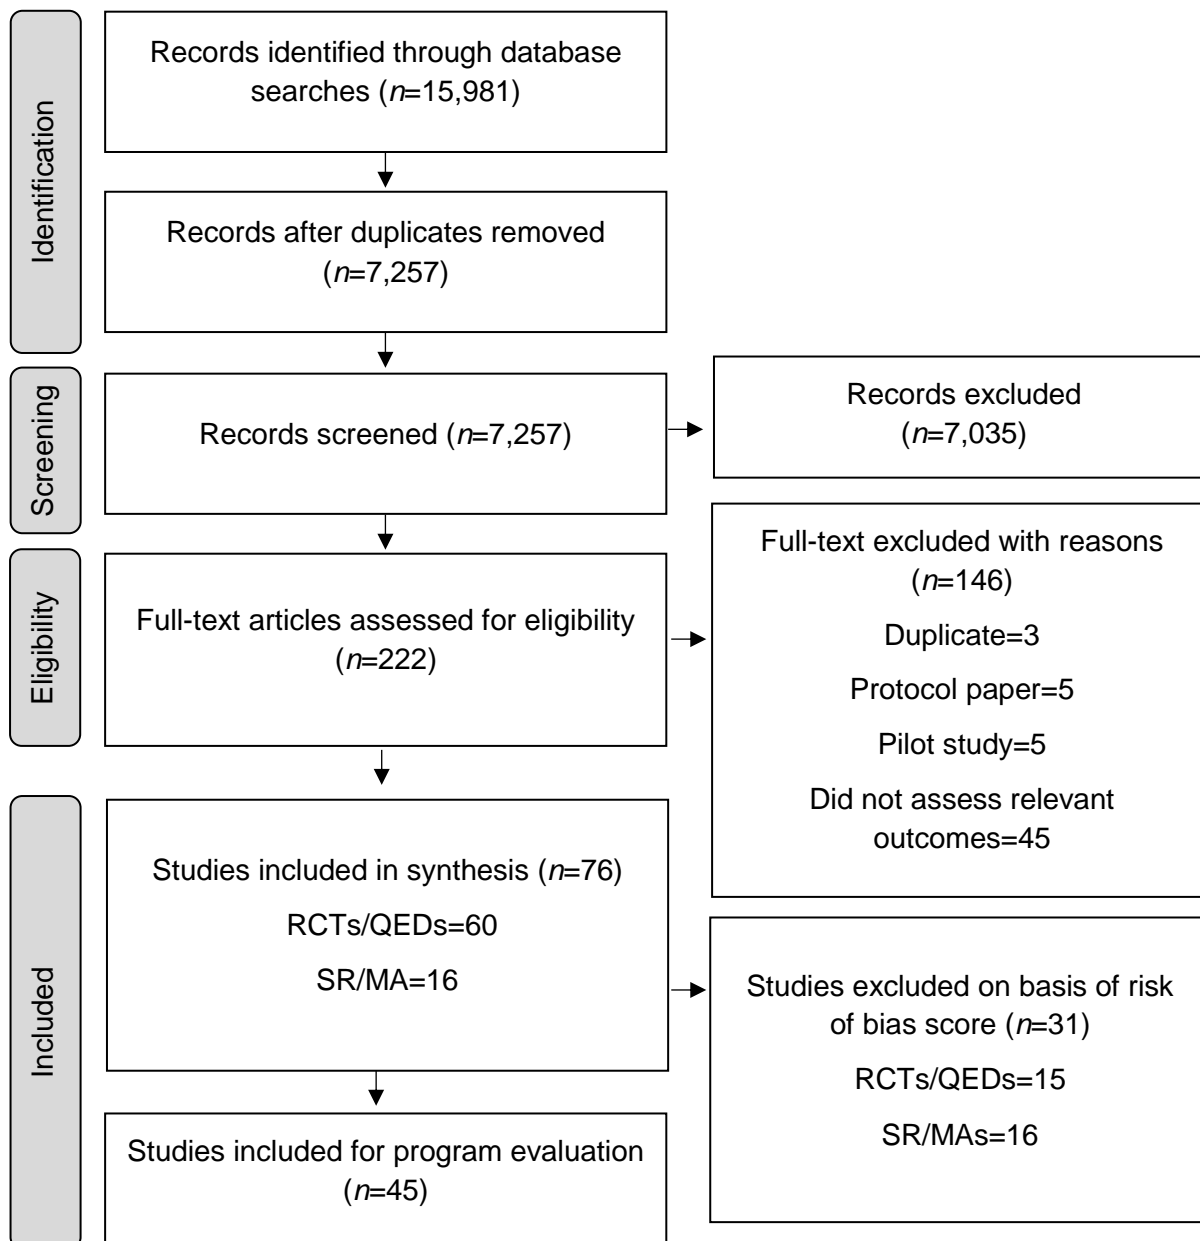 Identification
Records identified through database
searches (n=15,981)
Records after duplicates removed
(n=7,257)
Screening
Records screened (n=7,257)
Records excluded
(n=7,035)
Eligibility
Full-text articles assessed for eligibility
(n=222)
Full-text excluded with reasons
(n=146)
Duplicate=3
Protocol paper=5
Pilot study=5
Did not assess relevant
outcomes=45
Included
Studies included in synthesis (n=76)
RCTs/QEDs=60
SR/MA=16
Studies excluded on basis of risk
of bias score (n=31)
RCTs/QEDs=15
SR/MAs=16
Studies included for program evaluation
(n=45)